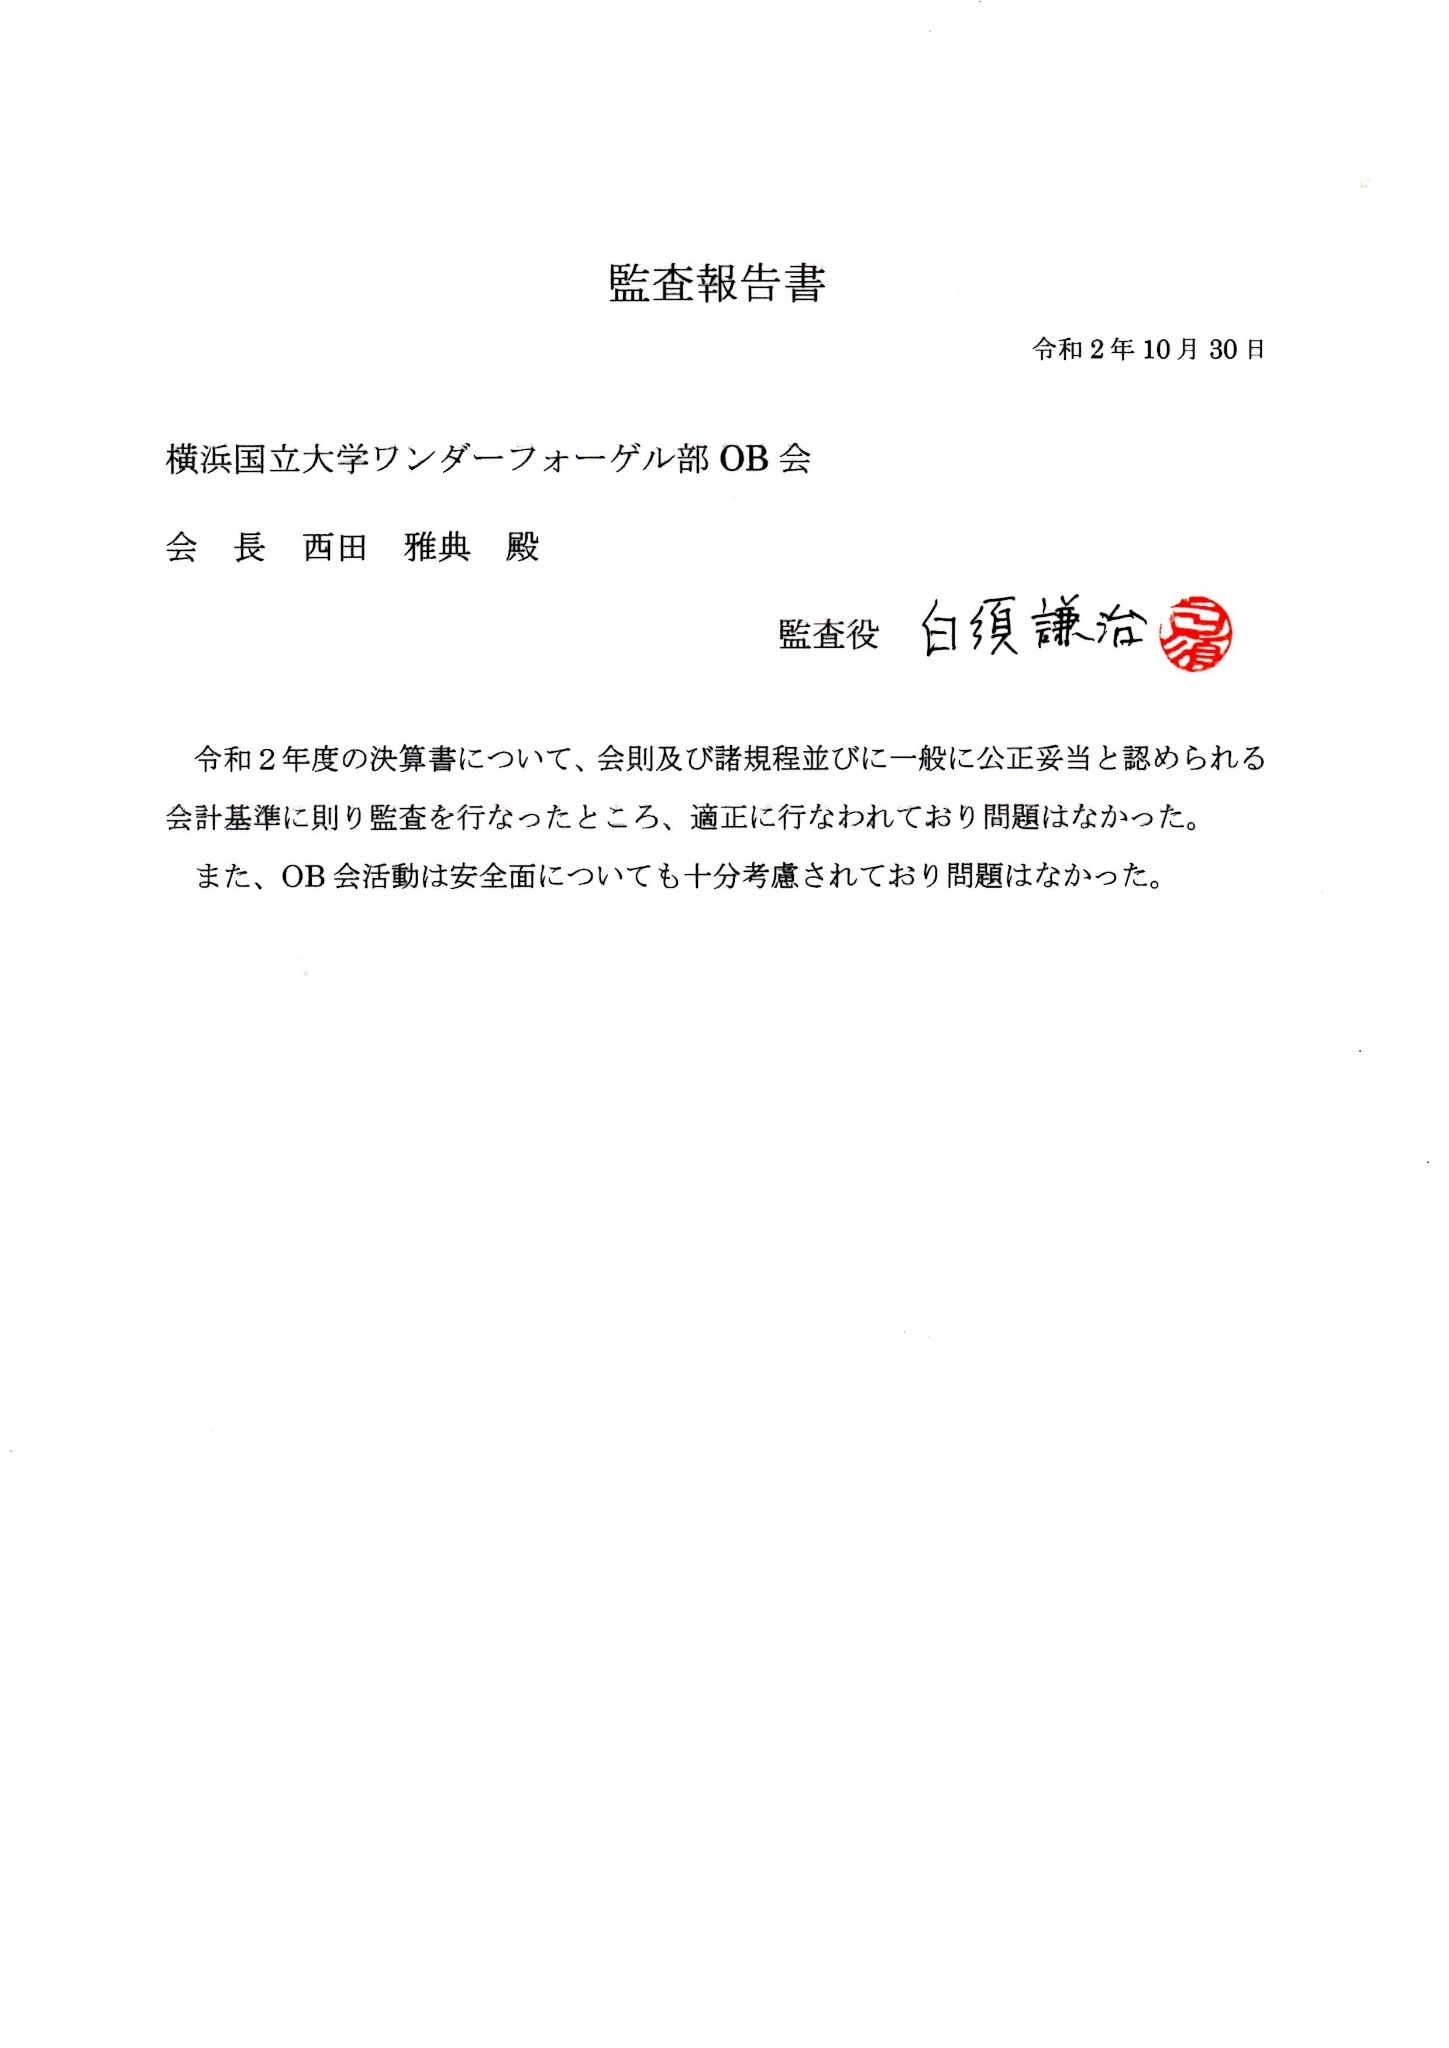 監査報告書
令和2年10月30日
横浜国立大学ワンダーフォーゲル部OB会
会　長　西田　雅典　殿
監査役　白須謙治 白須
令和２年度の決算書について、会則及び諸規程並びに一般に公正妥当と認められる
会計基準に則り監査を行なったところ、適正に行なわれており問題はなかった。
また、OB会活動は安全面についても十分考慮されており問題はなかった。